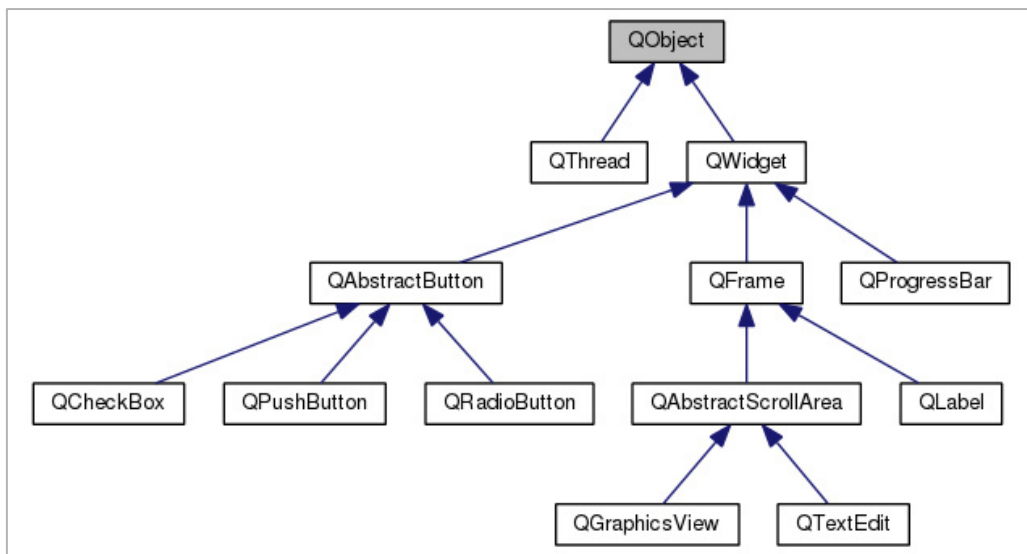 QObject
QThread
QWidget
QAbstractButton
QFrame
QProgressBar
QCheckBox
QPushButton
QRadioButton
QAbstractScrollArea
QLabel
QGraphicsView
QTextEdit